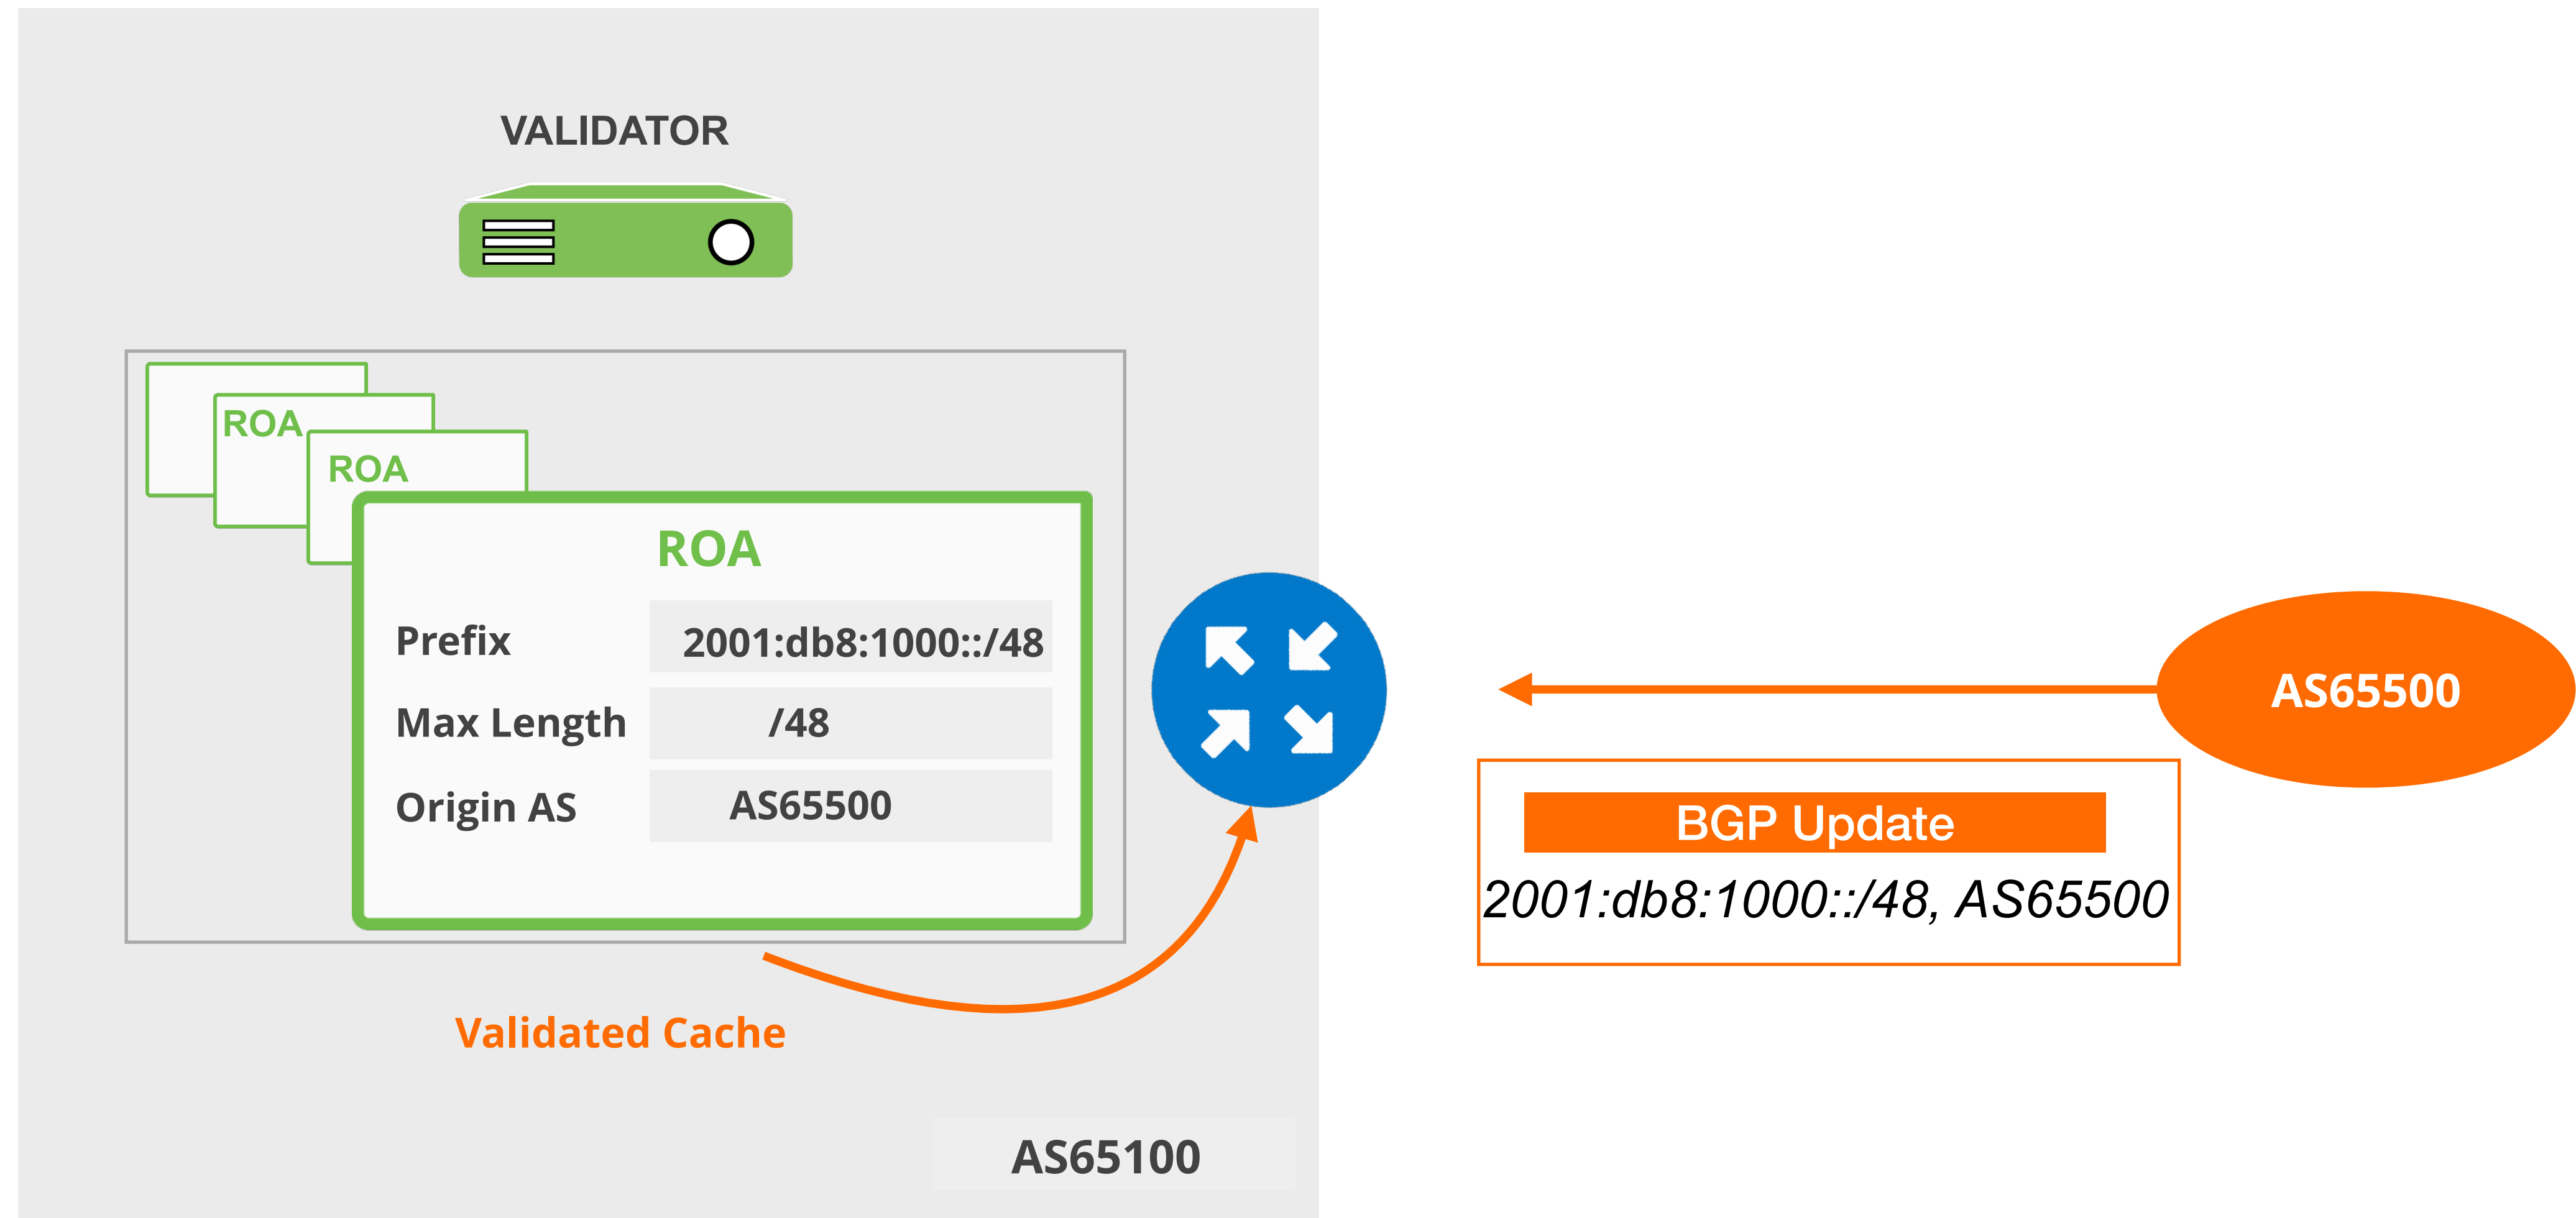 VALIDATOR
ROA
ROA
ROA
Prefix 2001:db8:1000::/48
Max Length /48
Origin AS AS65500
Validated Cache
AS65100
AS65500
BGP Update
2001:db8:1000::/48, AS65500